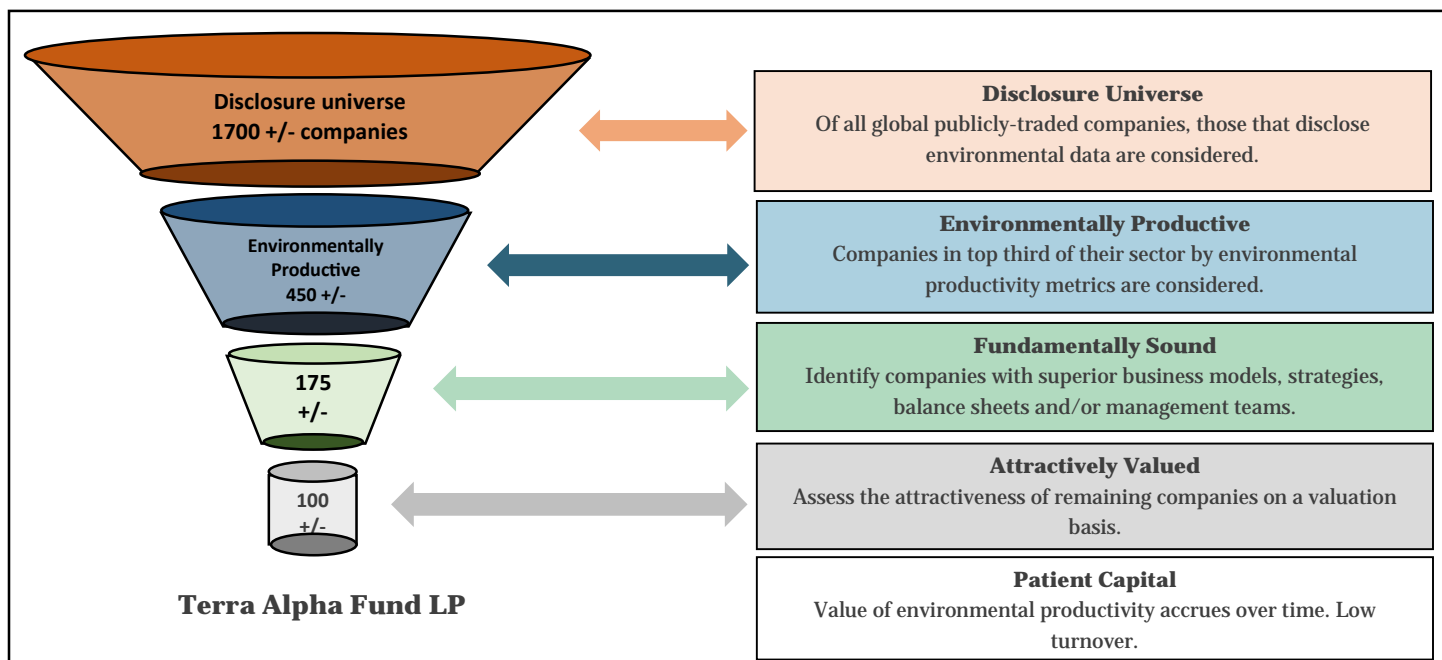 Disclosure universe
1700 +/- companies
Disclosure Universe
Of all global publicly-traded companies, those that disclose
environmental data are considered.
Environmentally
Productive
450 +/-
Environmentally Productive
Companies in top third of their sector by environmental
productivity metrics are considered.
175
+/-
Fundamentally Sound
Identify companies with superior business models, strategies,
balance sheets and/or management teams.
100
+/-
Attractively Valued
Assess the attractiveness of remaining companies on a valuation
basis.
Terra Alpha Fund LP
Patient Capital
Value of environmental productivity accrues over time. Low
turnover.